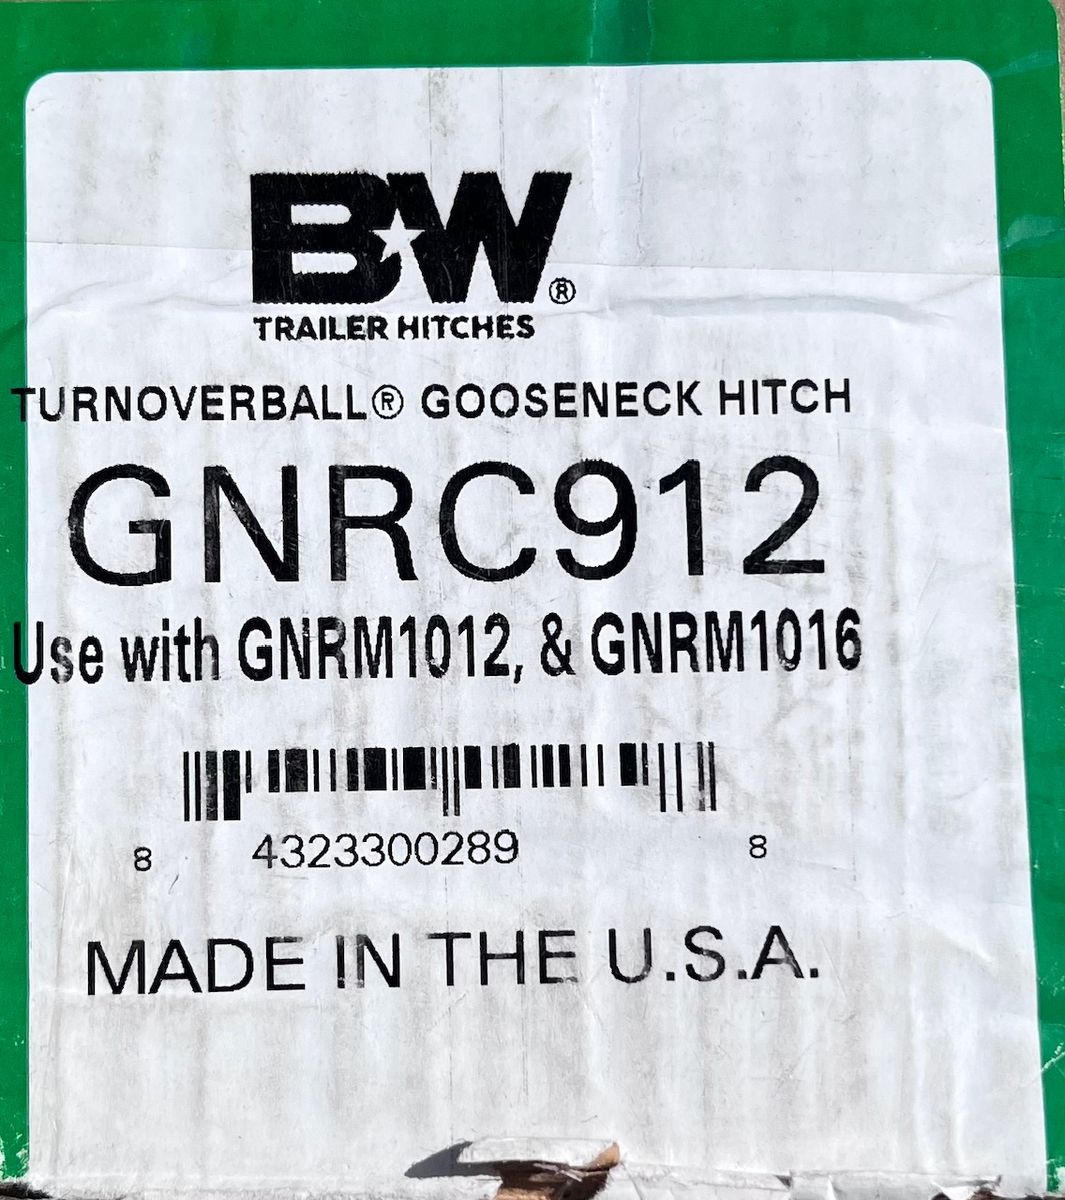 B★W®
TRAILER HITCHES
TURNOVERBALL® GOOSENECK HITCH
GNRC912
Use with GNRM1012, & GNRM1016
8 4323300289 8
MADE IN THE U.S.A.